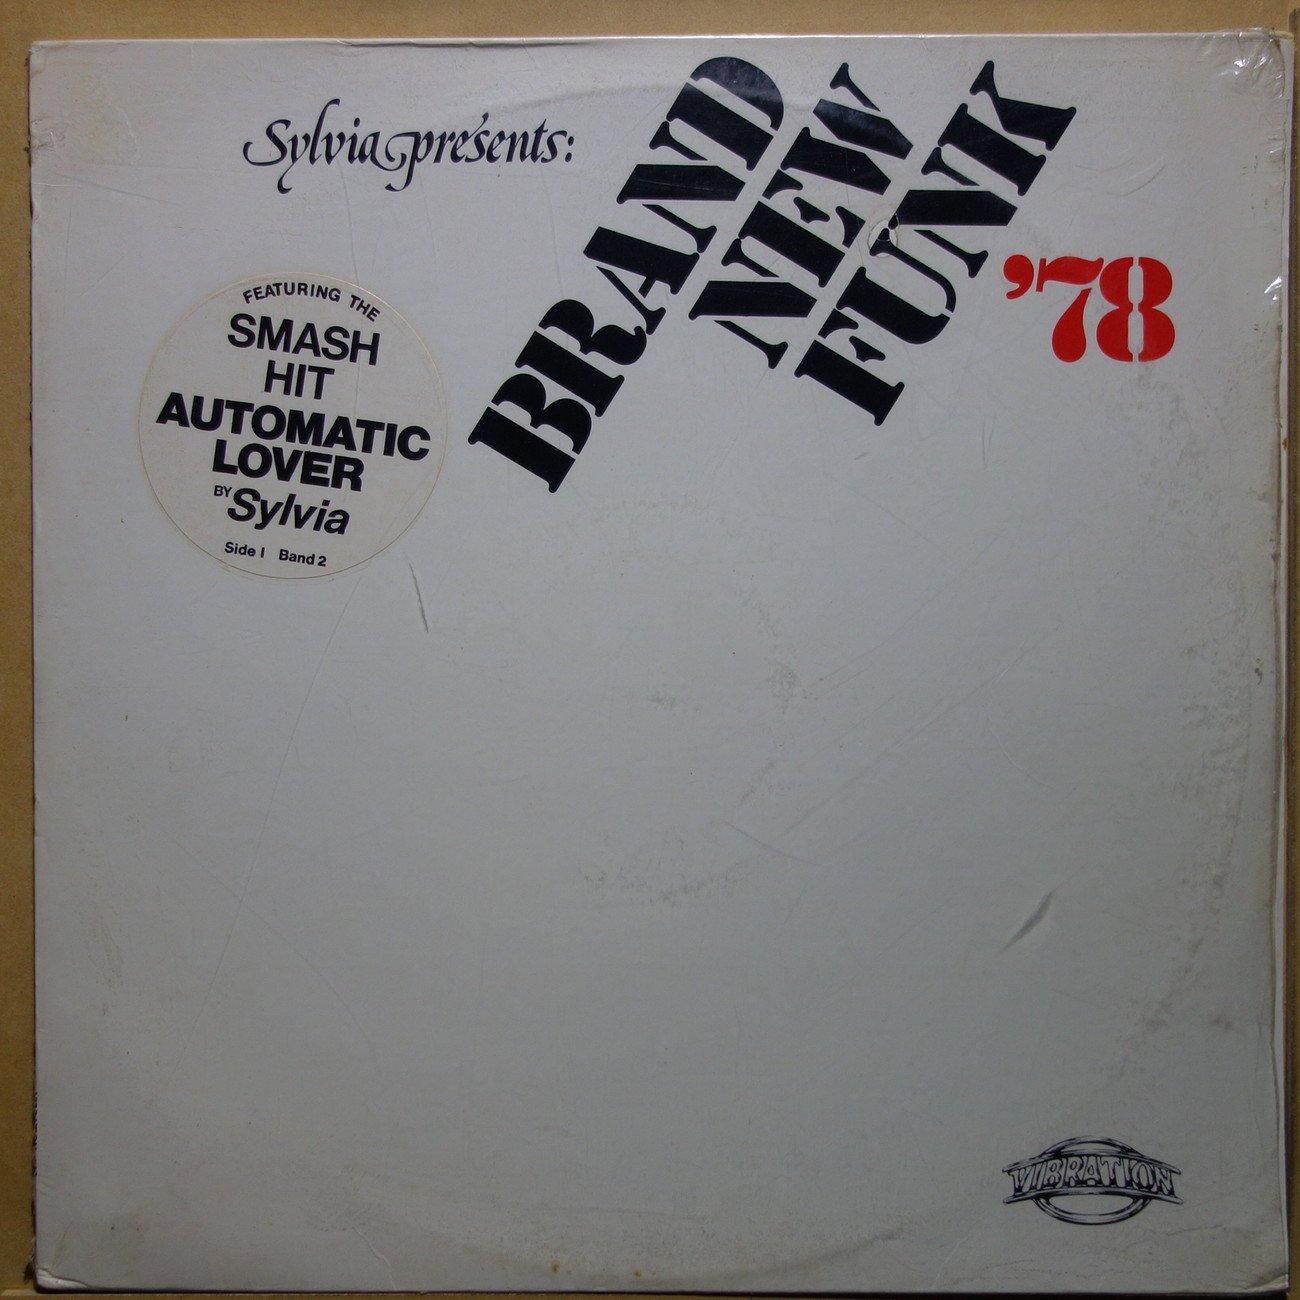 Sylvia presents:
BRAND
NEW
FUNK
'78
FEATURING THE
SMASH
HIT
AUTOMATIC
LOVER
BY Sylvia
Side I Band 2
VIBRATION